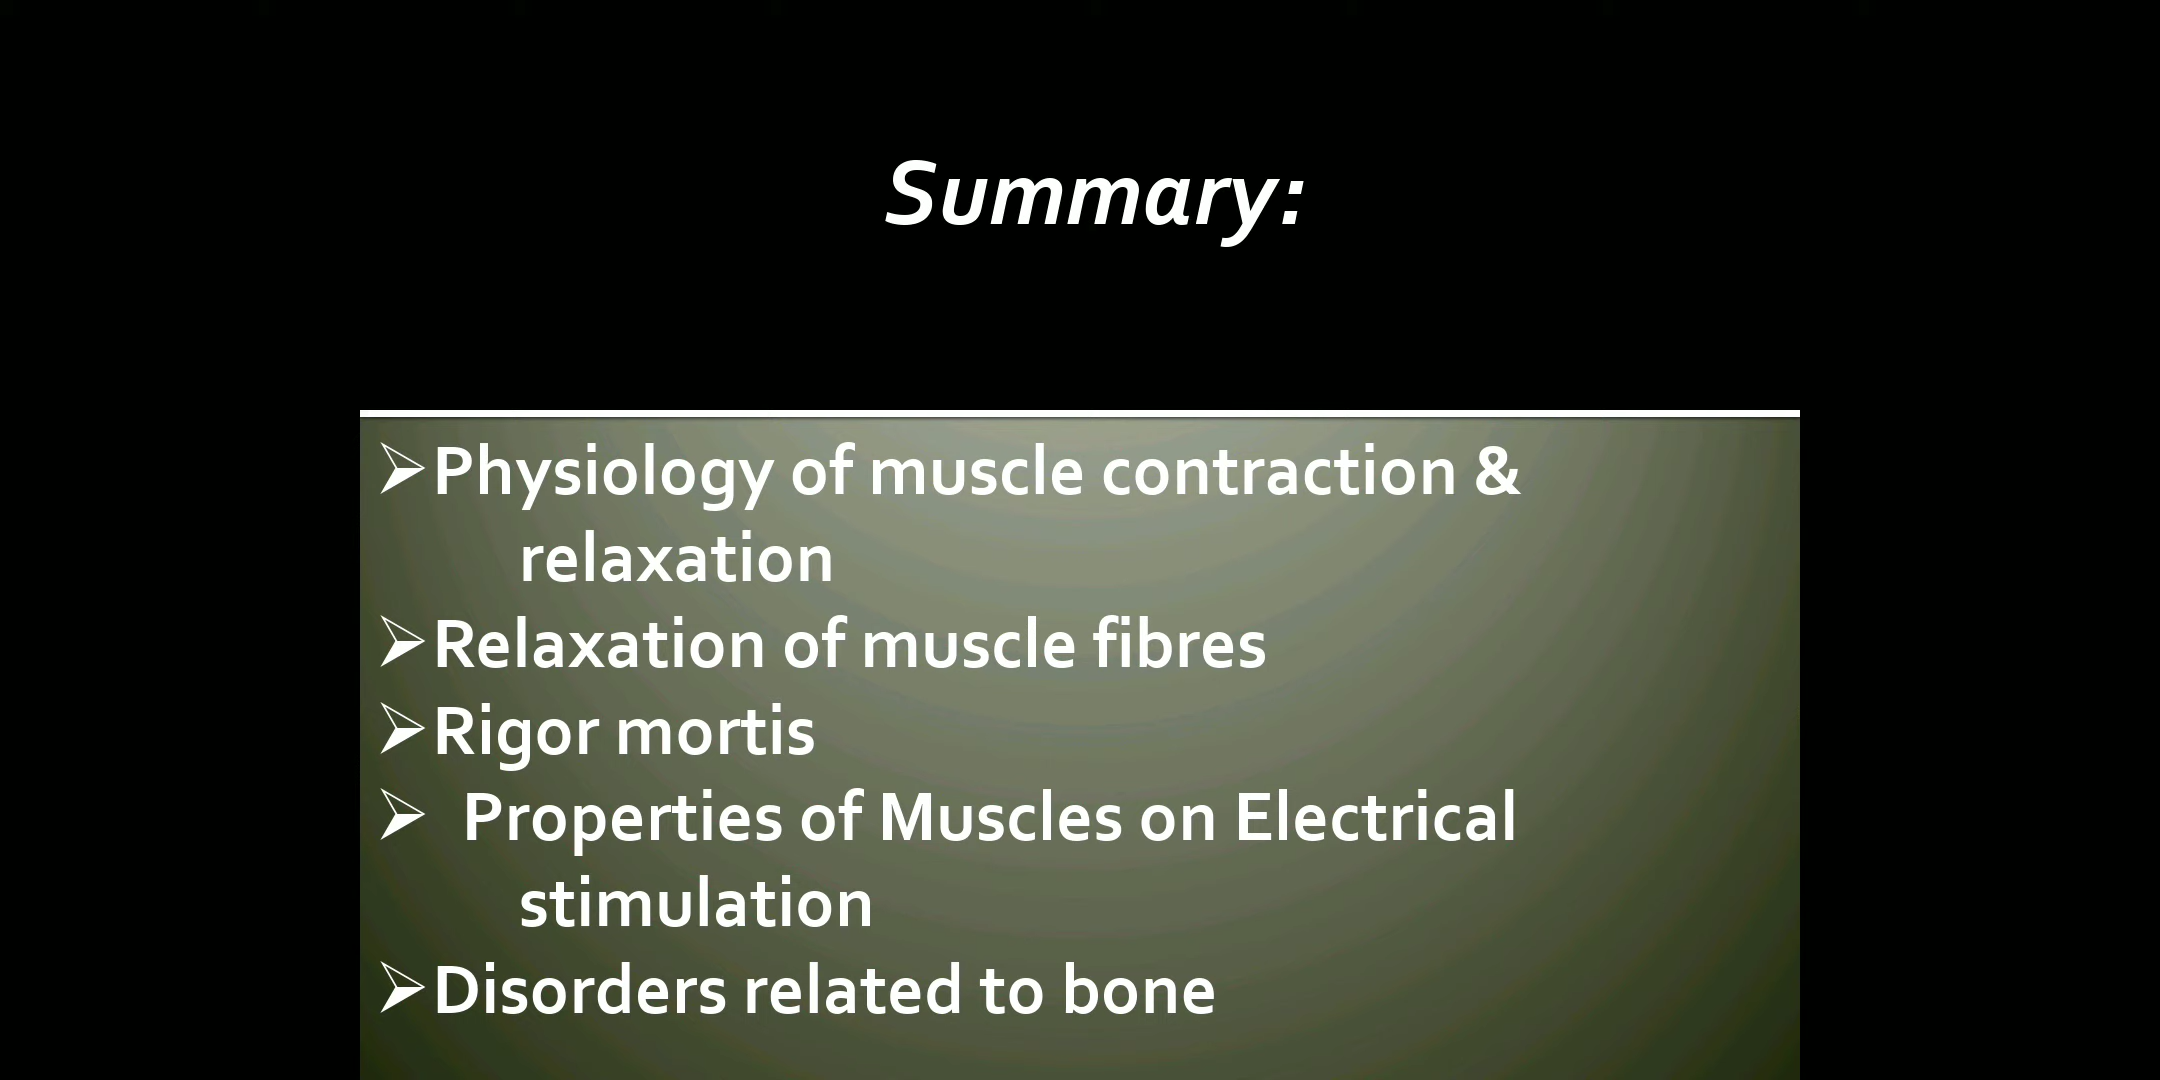 Summary:
➢Physiology of muscle contraction &
relaxation
➢Relaxation of muscle fibres
➢Rigor mortis
➢ Properties of Muscles on Electrical
stimulation
➢Disorders related to bone